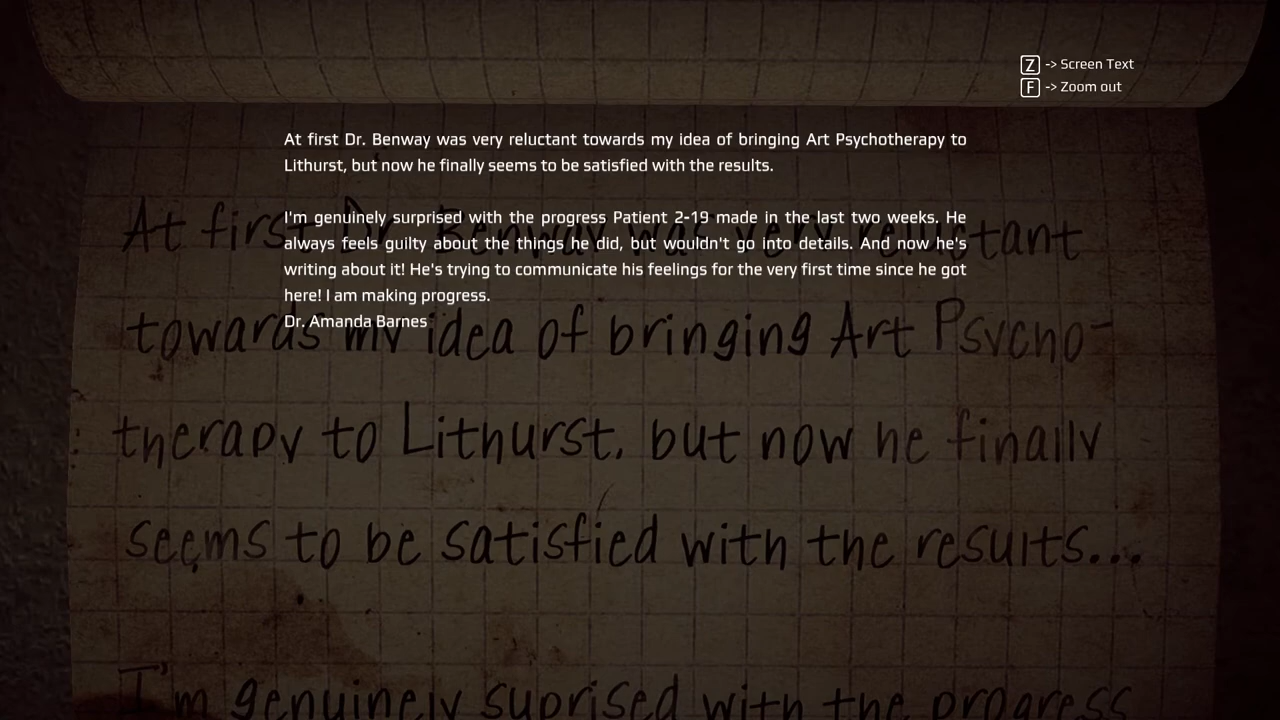 Z -> Screen Text
F -> Zoom out
At first Dr. Benway was very reluctant towards my idea of bringing Art Psychotherapy to
Lithurst, but now he finally seems to be satisfied with the results.
I'm genuinely surprised with the progress Patient 2-19 made in the last two weeks. He
always feels guilty about the things he did, but wouldn't go into details. And now he's
writing about it! He's trying to communicate his feelings for the very first time since he got
here! I am making progress.
Dr. Amanda Barnes
At first Dr. Benway was very reluctant
towards my idea of bringing Art Psycho-
therapy to Lithurst, but now he finally
seems to be satisfied with the results...
I'm genuinely suprised with the progress